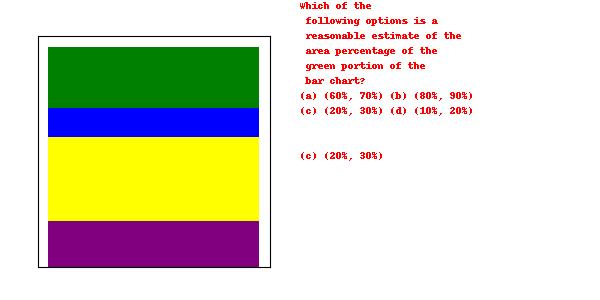 Which of the
following options is a
reasonable estimate of the
area percentage of the
green portion of the
bar chart?
(a) (60%, 70%) (b) (80%, 90%)
(c) (20%, 30%) (d) (10%, 20%)
(c) (20%, 30%)